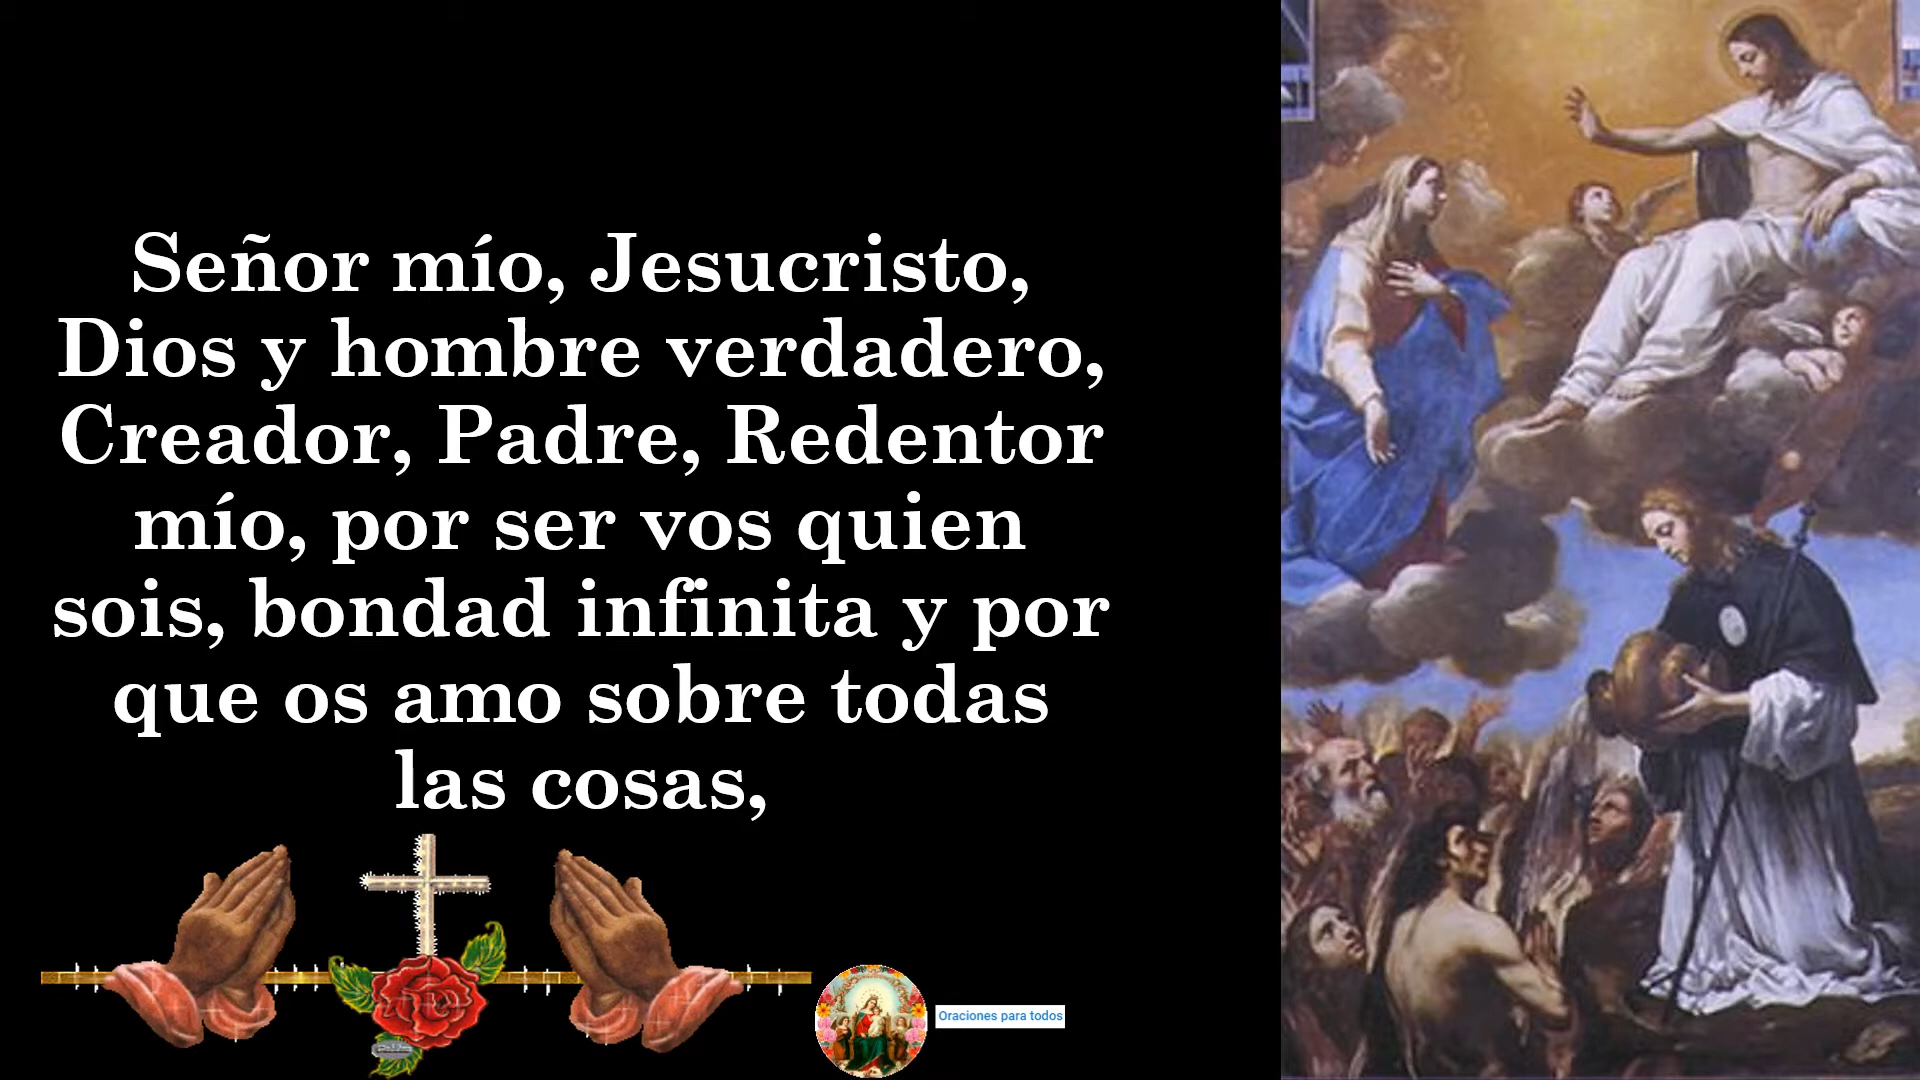 Señor mío, Jesucristo,
Dios y hombre verdadero,
Creador, Padre, Redentor
mío, por ser vos quien
sois, bondad infinita y por
que os amo sobre todas
las cosas,
Oraciones para todos